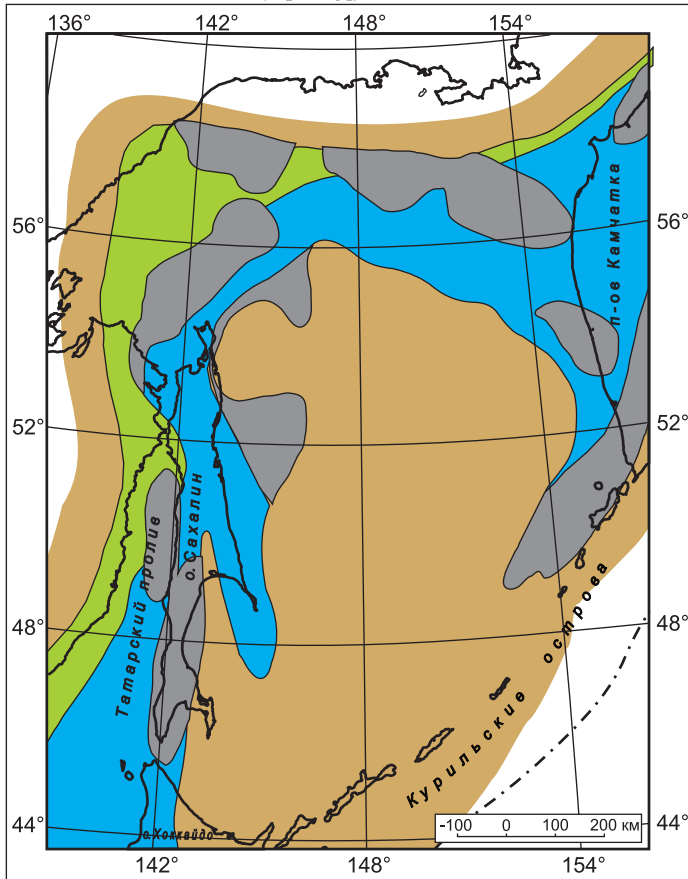 136° 142° 148° 154°
56° 56°
п-ов Камчатка
52° 52°
о.Сахалин
Татарский пролив
48° 48°
Курильские острова
44° 44°
о.Хоккайдо
-100 0 100 200 км
142° 148° 154°